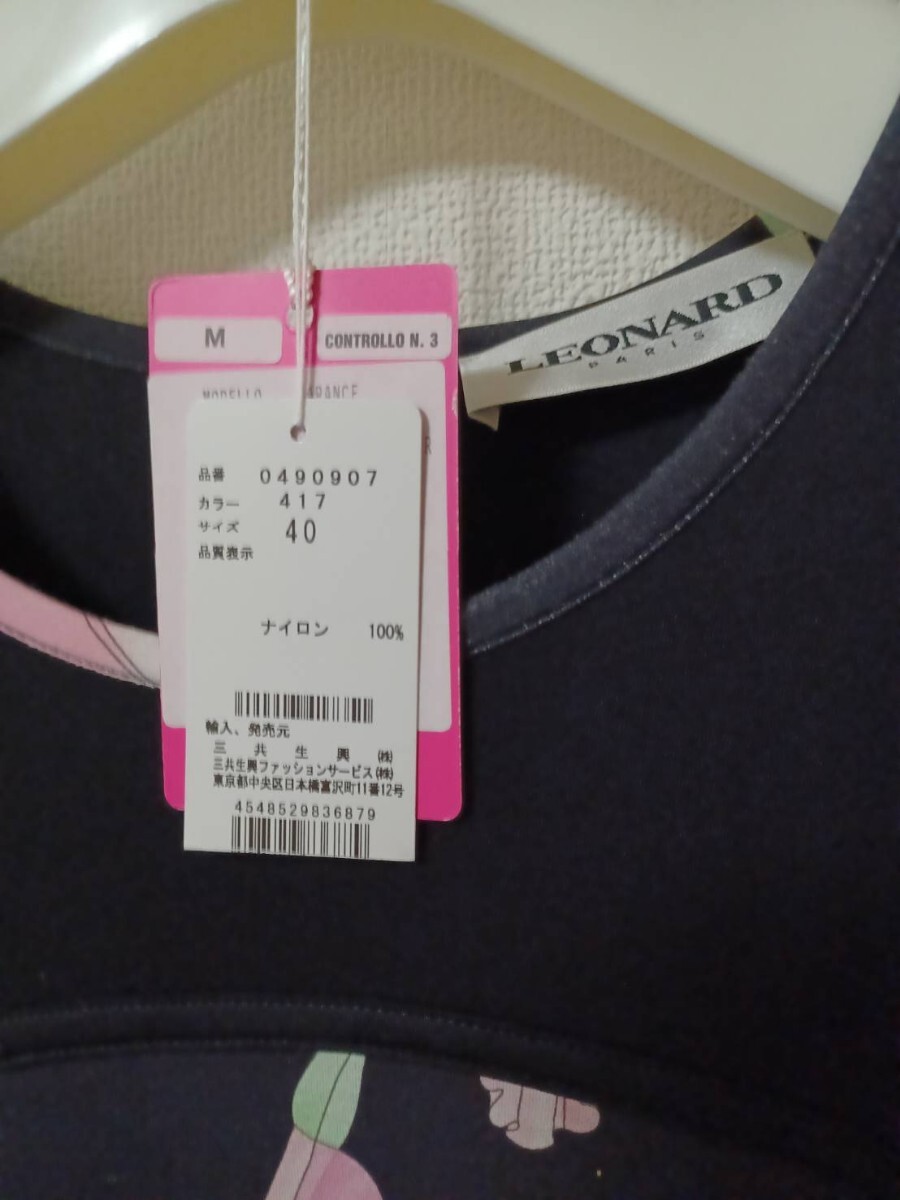 LEONARD
PARIS
M
CONTROLLO N. 3
MODELLO
品番 0490907
カラー 417
サイズ 40
品質表示
ナイロン 100%
輸入、発売元
三共生興㈱
三共生興ファッションサービス㈱
東京都中央区日本橋富沢町11番12号
4548529836879